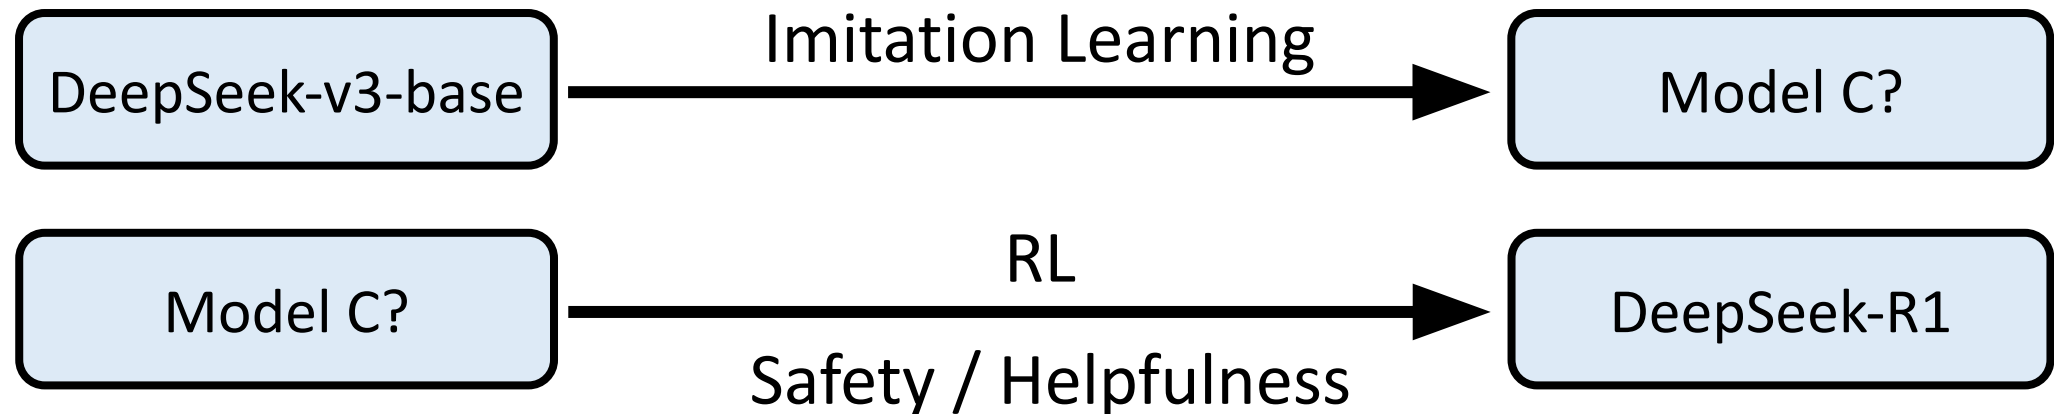 Imitation Learning
DeepSeek-v3-base
Model C?
RL
Model C?
DeepSeek-R1
Safety / Helpfulness